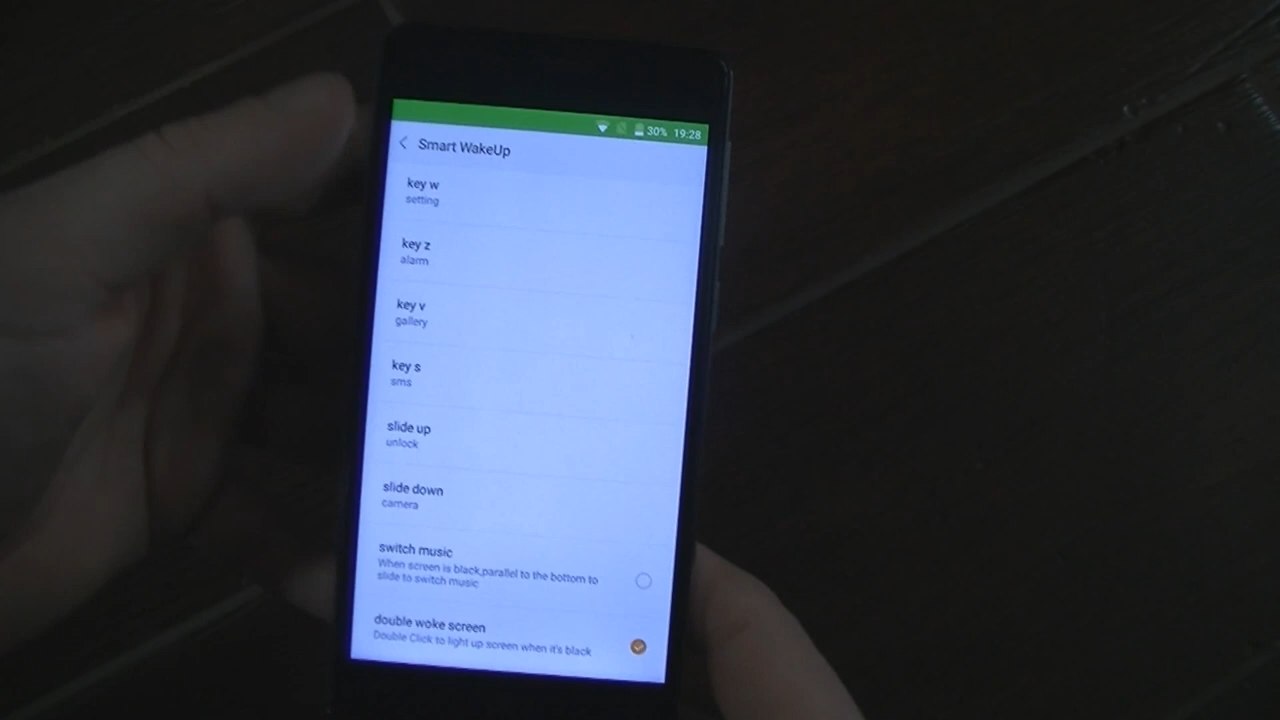 30% 19:28
Smart WakeUp
key w
setting
key z
alarm
key v
gallery
key s
sms
slide up
unlock
slide down
camera
switch music
When screen is black,parallel to the bottom to
slide to switch music
double woke screen
Double Click to light up screen when it's black